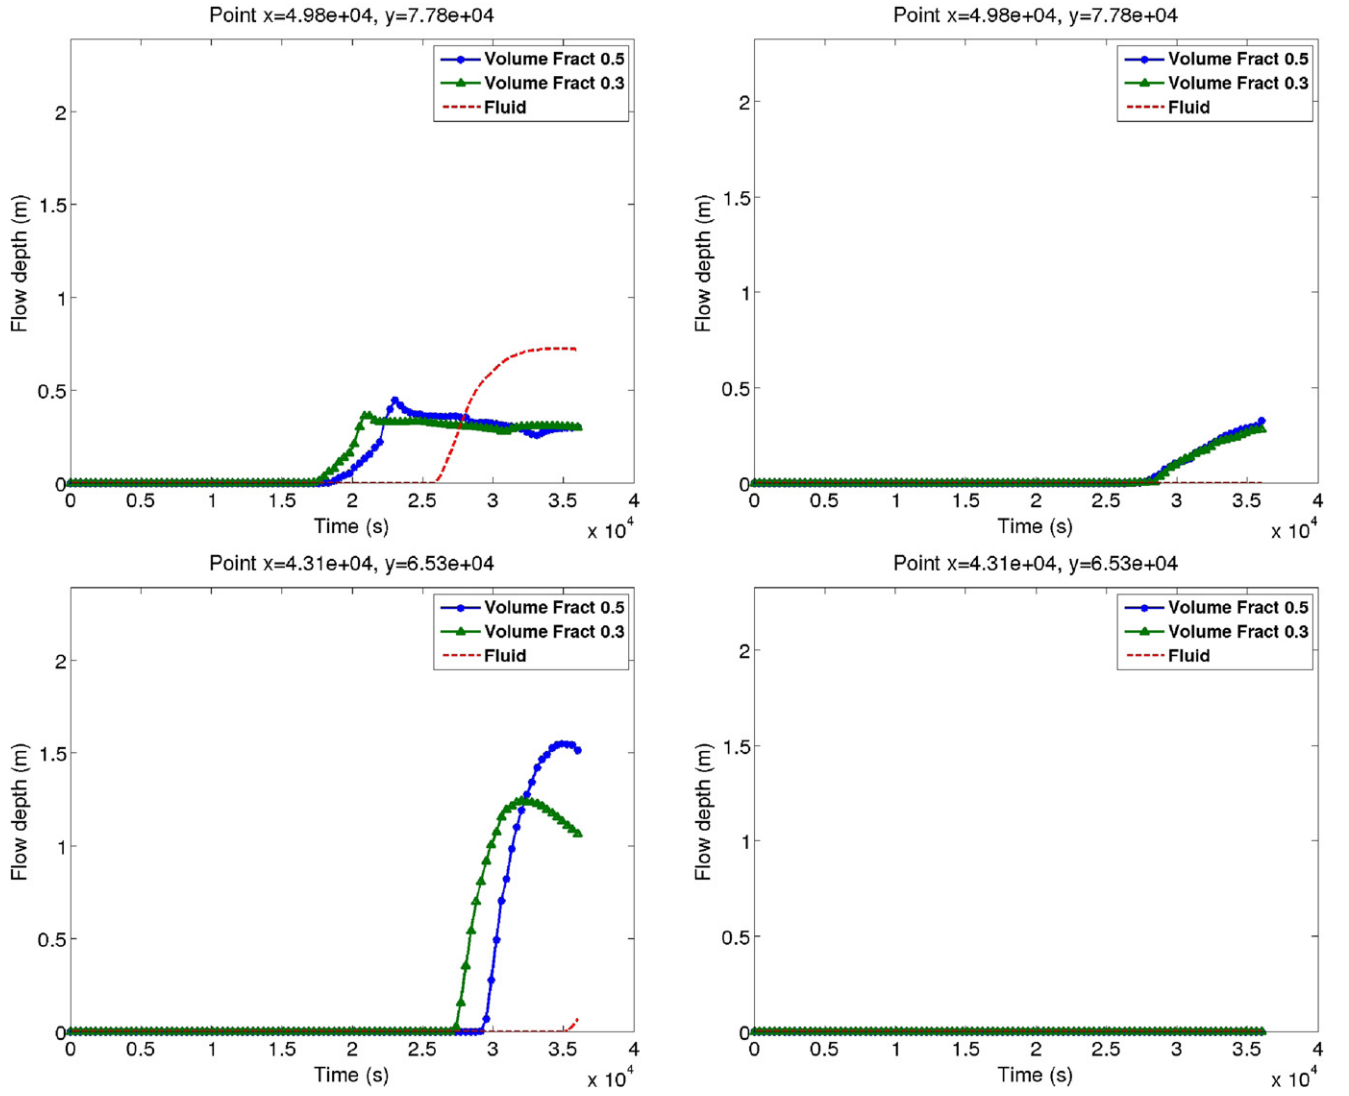 Point x=4.98e+04, y=7.78e+04
Volume Fract 0.5
Volume Fract 0.3
Fluid
Flow depth (m)
2
1.5
1
0.5
0
0 0.5 1 1.5 2 2.5 3 3.5 4
Time (s)
x 10^4
Point x=4.98e+04, y=7.78e+04
Volume Fract 0.5
Volume Fract 0.3
Fluid
Flow depth (m)
2
1.5
1
0.5
0
0 0.5 1 1.5 2 2.5 3 3.5 4
Time (s)
x 10^4
Point x=4.31e+04, y=6.53e+04
Volume Fract 0.5
Volume Fract 0.3
Fluid
Flow depth (m)
2
1.5
1
0.5
0
0 0.5 1 1.5 2 2.5 3 3.5 4
Time (s)
x 10^4
Point x=4.31e+04, y=6.53e+04
Volume Fract 0.5
Volume Fract 0.3
Fluid
Flow depth (m)
2
1.5
1
0.5
0
0 0.5 1 1.5 2 2.5 3 3.5 4
Time (s)
x 10^4